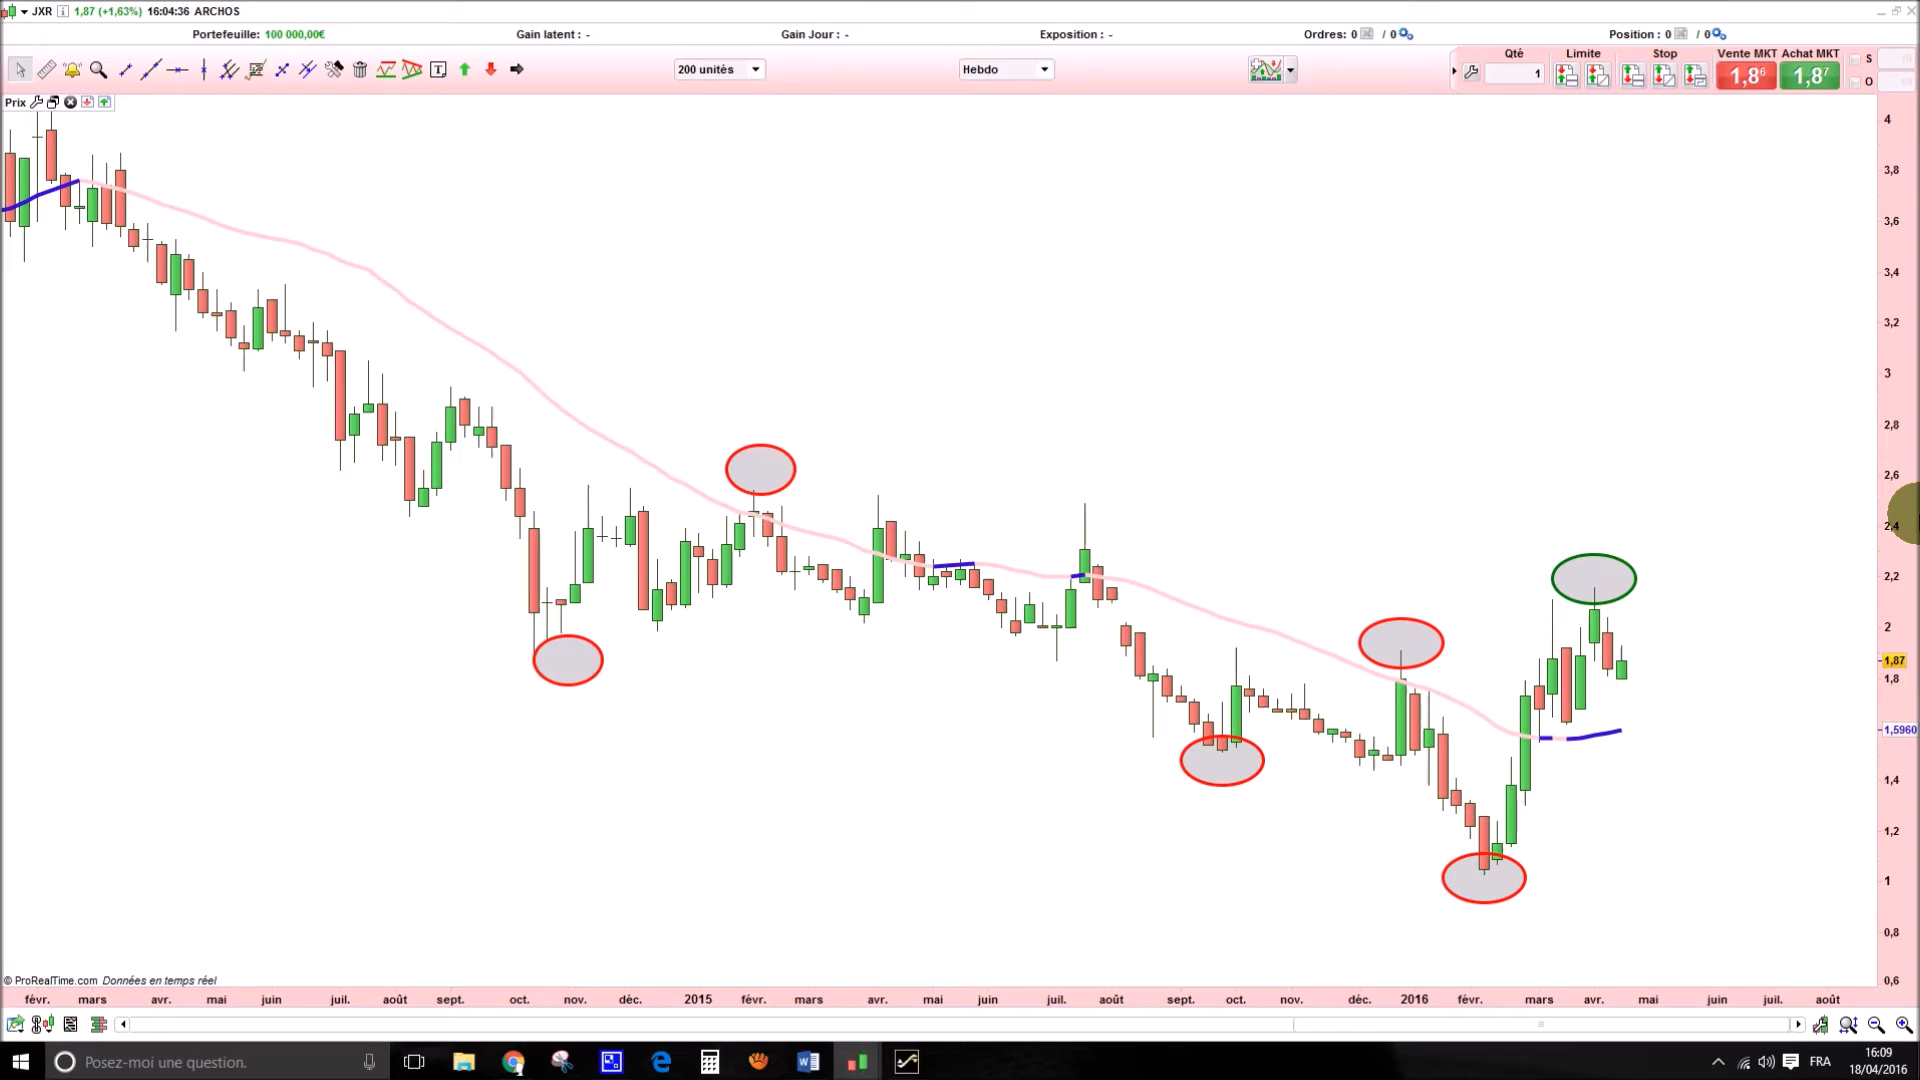 JXR 1,87 (+1,63%) 16:04:36 ARCHOS
Portefeuille: 100 000,00€ Gain latent : - Gain Jour : - Exposition : - Ordres: 0 / 0 Position : 0 / 0
200 unités Hebdo
Qté Limite Stop Vente MKT Achat MKT
1 1,8⁶ 1,8⁷
S
O
Prix
4
3,8
3,6
3,4
3,2
3
2,8
2,6
2,4
2,2
2
1,87
1,8
1,5960
1,4
1,2
1
0,8
0,6
© ProRealTime.com Données en temps réel
févr. mars avr. mai juin juil. août sept. oct. nov. déc. 2015 févr. mars avr. mai juin juil. août sept. oct. nov. déc. 2016 févr. mars avr. mai juin juil. août
Posez-moi une question.
FRA
16:09
18/04/2016